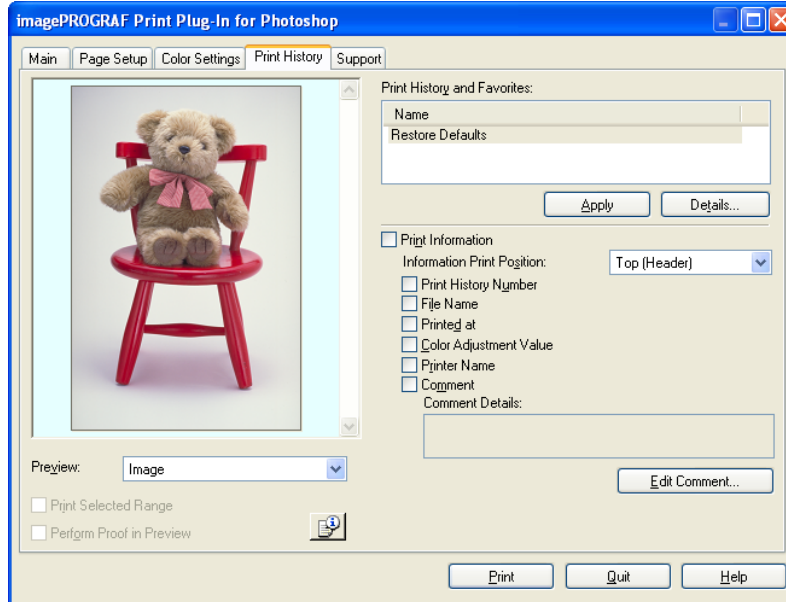 imagePROGRAF Print Plug-In for Photoshop
Main Page Setup Color Settings Print History Support
Print History and Favorites:
Name
Restore Defaults
Apply Details...
Print Information
Information Print Position: Top (Header)
Print History Number
File Name
Printed at
Color Adjustment Value
Printer Name
Comment
Comment Details:
Preview: Image
Edit Comment...
Print Selected Range
Perform Proof in Preview
Print Quit Help